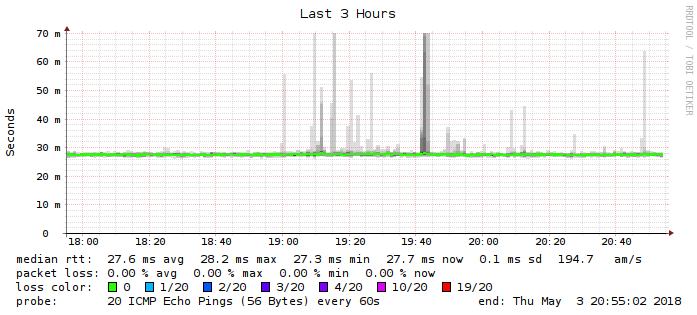 Last 3 Hours
RRDTOOL / TOBI OETIKER
Seconds
70 m
60 m
50 m
40 m
30 m
20 m
10 m
0
18:00 18:20 18:40 19:00 19:20 19:40 20:00 20:20 20:40
median rtt: 27.6 ms avg 28.2 ms max 27.3 ms min 27.7 ms now 0.1 ms sd 194.7 am/s
packet loss: 0.00 % avg 0.00 % max 0.00 % min 0.00 % now
loss color: 0 1/20 2/20 3/20 4/20 10/20 19/20
probe: 20 ICMP Echo Pings (56 Bytes) every 60s end: Thu May 3 20:55:02 2018